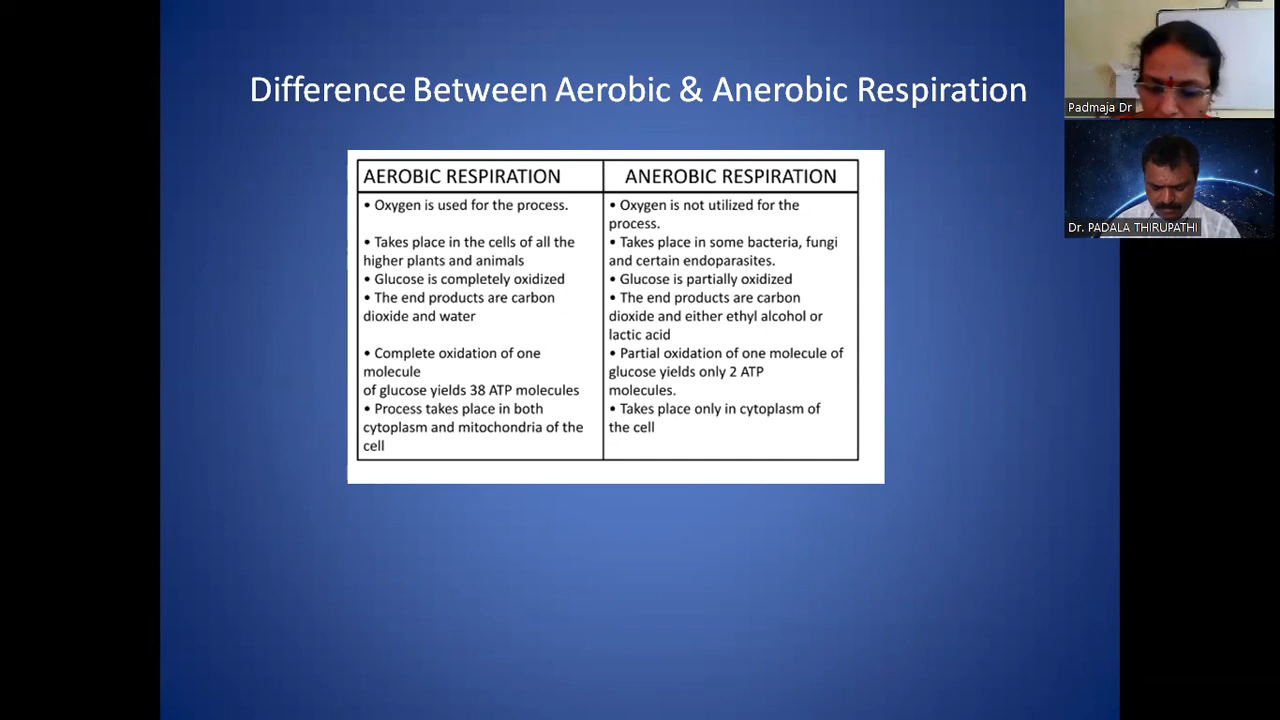 Difference Between Aerobic & Anerobic Respiration
AEROBIC RESPIRATION
• Oxygen is used for the process.
• Takes place in the cells of all the
higher plants and animals
• Glucose is completely oxidized
• The end products are carbon
dioxide and water
• Complete oxidation of one
molecule
of glucose yields 38 ATP molecules
• Process takes place in both
cytoplasm and mitochondria of the
cell
ANEROBIC RESPIRATION
• Oxygen is not utilized for the
process.
• Takes place in some bacteria, fungi
and certain endoparasites.
• Glucose is partially oxidized
• The end products are carbon
dioxide and either ethyl alcohol or
lactic acid
• Partial oxidation of one molecule of
glucose yields only 2 ATP
molecules.
• Takes place only in cytoplasm of
the cell
Padmaja Dr
Dr. PADALA THIRUPATHI